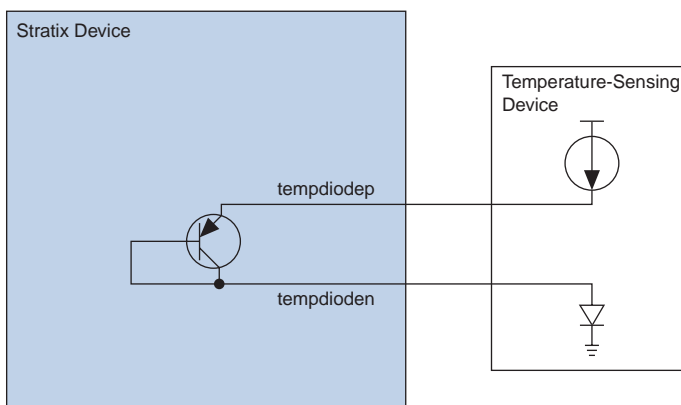 Stratix Device
Temperature-Sensing
Device
tempdiodep
tempdioden